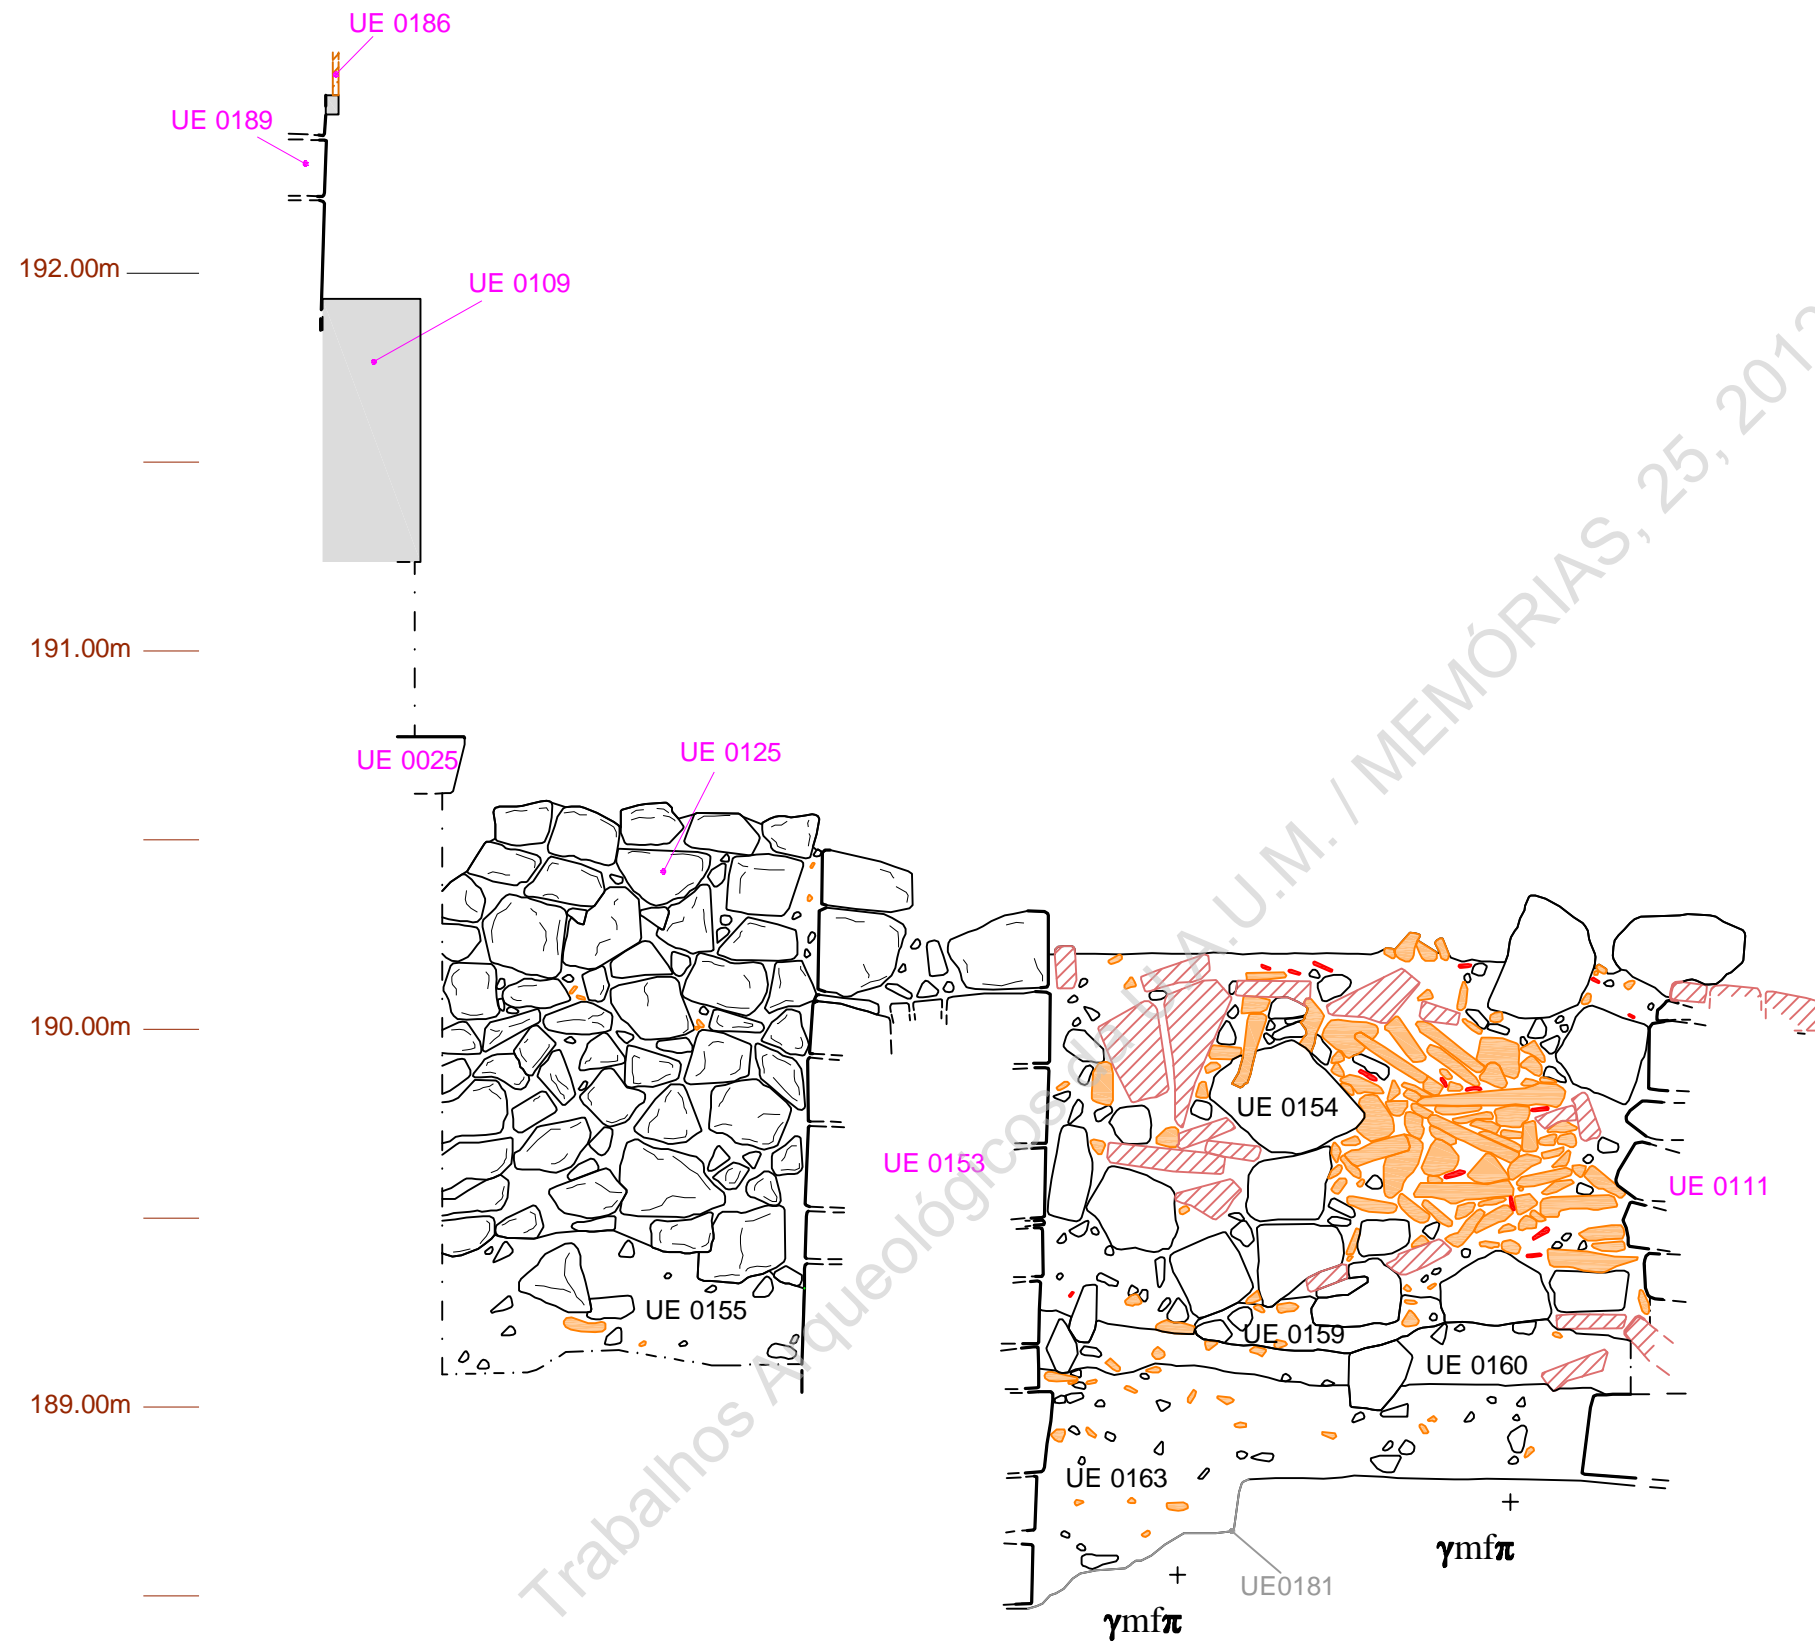 UE 0186
UE 0189
192.00m
UE 0109
191.00m
UE 0025
UE 0125
190.00m
UE 0154
UE 0153
UE 0111
UE 0155
UE 0159
UE 0160
189.00m
UE 0163
γmfπ
UE0181
γmfπ
Trabalhos Arqueológicos da U.A.U.M. / MEMÓRIAS, 25,